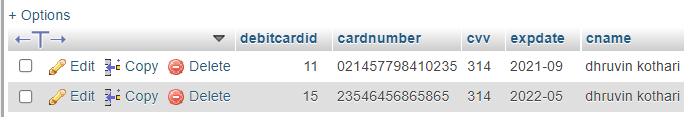 + Options
←T→ debitcardid cardnumber cvv expdate cname
Edit Copy Delete 11 021457798410235 314 2021-09 dhruvin kothari
Edit Copy Delete 15 23546456865865 314 2022-05 dhruvin kothari